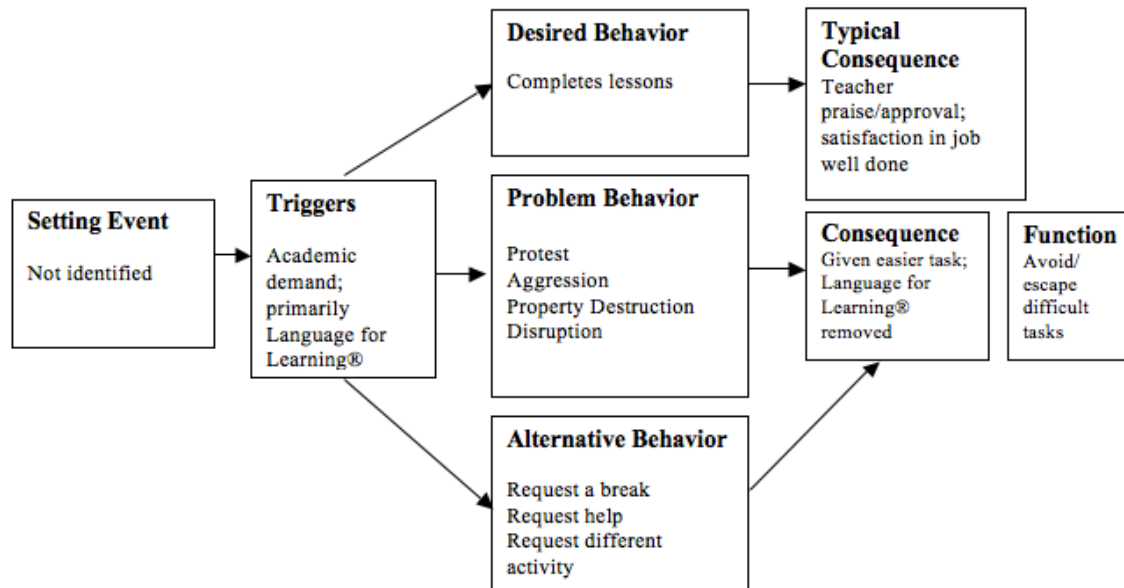 Desired Behavior
Completes lessons
Typical
Consequence
Teacher
praise/approval;
satisfaction in job
well done
Setting Event
Not identified
Triggers
Academic
demand;
primarily
Language for
Learning®
Problem Behavior
Protest
Aggression
Property Destruction
Disruption
Consequence
Given easier task;
Language for
Learning®
removed
Function
Avoid/
escape
difficult
tasks
Alternative Behavior
Request a break
Request help
Request different
activity